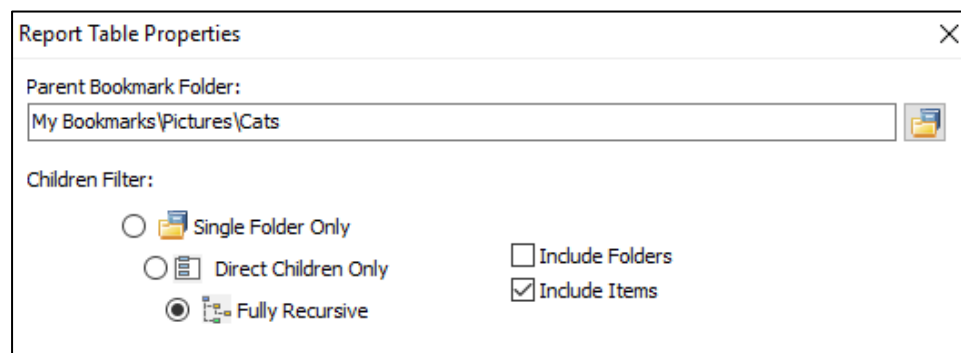 Report Table Properties
Parent Bookmark Folder:
My Bookmarks\Pictures\Cats
Children Filter:
Single Folder Only
Direct Children Only
Fully Recursive
Include Folders
Include Items